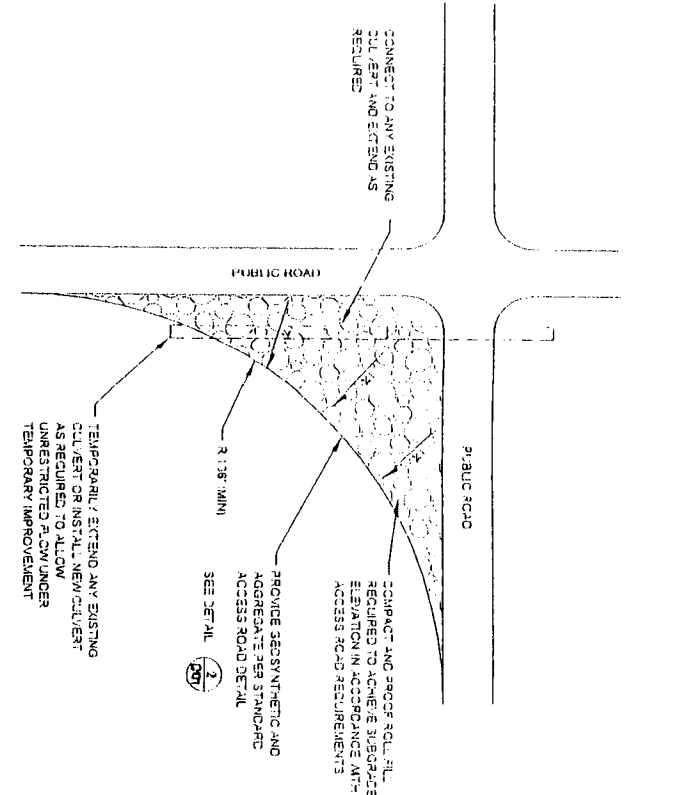 CONNECT TO ANY EXISTING
CULVERT AND EXTEND AS
REQUIRED
PUBLIC ROAD
PUBLIC ROAD
COMPACT AND PROOF ROLL FILL
REQUIRED TO ACHIEVE SUBGRADE
ELEVATION IN ACCORDANCE WITH
ACCESS ROAD REQUIREMENTS
PROVIDE GEOSYNTHETIC AND
AGGREGATE PER STANDARD
ACCESS ROAD DETAIL
SEE DETAIL
2
(MIN)
TEMPORARILY EXTEND ANY EXISTING
CULVERT OR INSTALL NEW CULVERT
AS REQUIRED TO ALLOW
UNRESTRICTED FLOW UNDER
TEMPORARY IMPROVEMENT